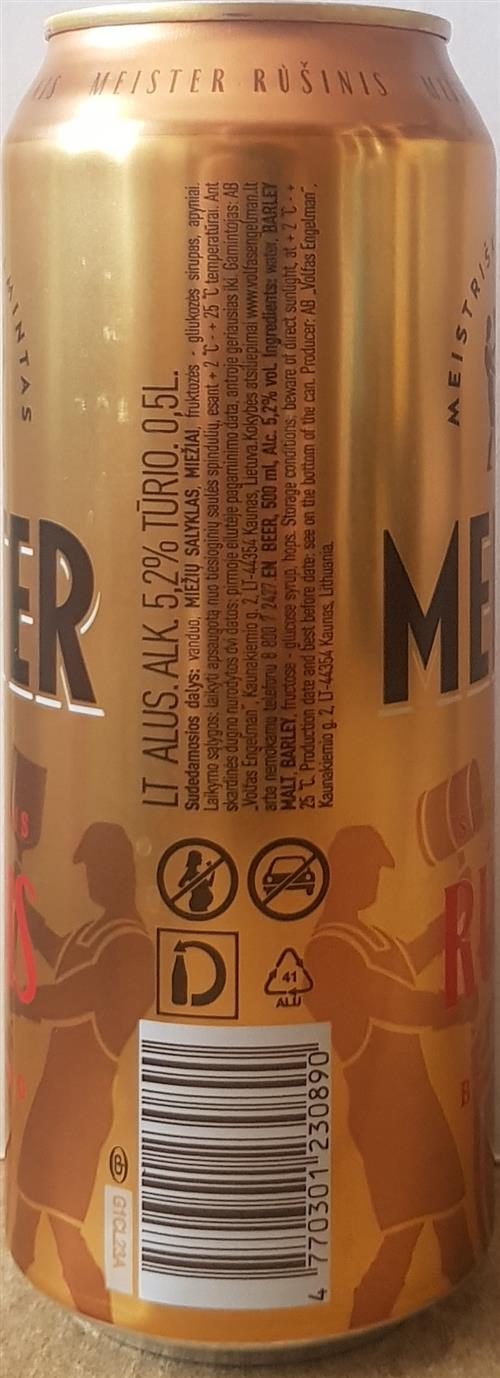 MEISTER RŪŠINIS
MINTAS
MEISTRIŠ
ER
ME
LT ALUS. ALK. 5,2% TŪRIO. 0,5L.
Sudedamosios dalys: vanduo, MIEŽIŲ SALYKLAS, MIEŽIAI, fruktozės - gliukozės sirupas, apyniai.
Laikymo sąlygos: laikyti apsaugotą nuo tiesioginių saulės spindulių, esant + 2 °C - + 25 °C temperatūrai. Ant
skardinės dugno nurodytos dvi datos: pirmoje eilutėje pagaminimo data, antroje geriausias iki. Gamintojas: AB
„Volfas Engelman", Kaunakiemio g. 2, LT-44354 Kaunas, Lietuva. Kokybės atsiliepimai www.volfasengelman.lt
arba nemokamu telefonu 8 800 7 2427. EN BEER, 500 ml, Alc. 5,2% vol. Ingredients: water, BARLEY
MALT, BARLEY, fructose - glucose syrup, hops. Storage conditions: beware of direct sunlight, at + 2 °C - +
25 °C. Production date and best before date: see on the bottom of the can. Producer: AB „Volfas Engelman",
Kaunakiemio g. 2, LT-44354 Kaunas, Lithuania.
41
ALU
G1CL23A
4 770301 230890